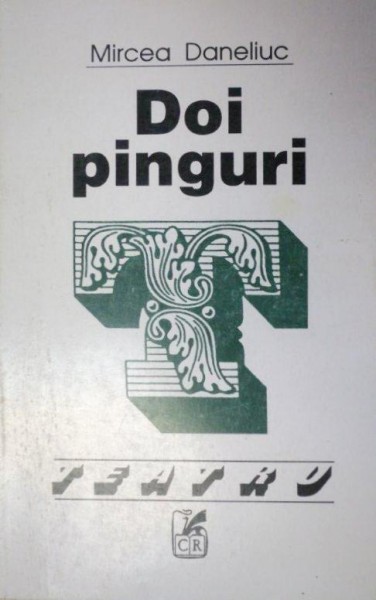 Mircea Daneliuc
Doi
pinguri
T
TEATRU
CR